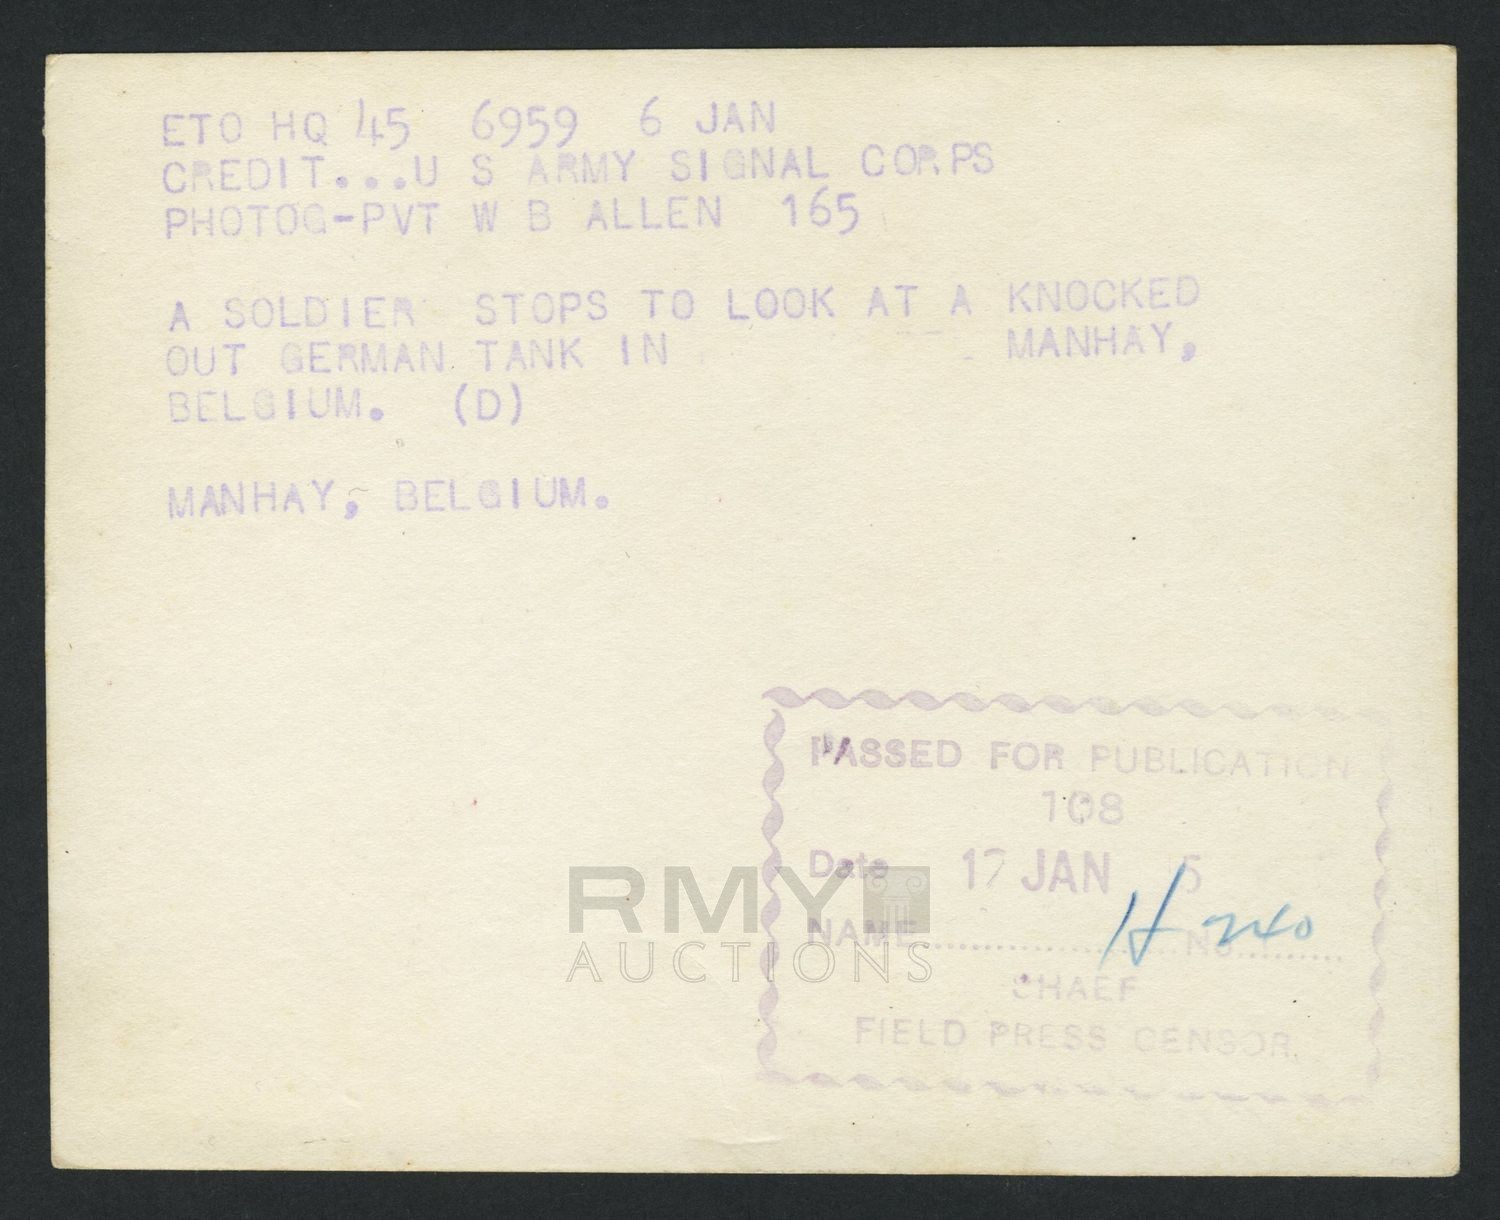 ETO HQ 45 6959 6 JAN
CREDIT...U S ARMY SIGNAL CORPS
PHOTOG-PVT W B ALLEN 165
A SOLDIER STOPS TO LOOK AT A KNOCKED
OUT GERMAN TANK IN MANHAY,
BELGIUM. (D)
MANHAY, BELGIUM.
PASSED FOR PUBLICATION
108
Date 17 JAN 5
NAME No.
SHAEF
FIELD PRESS CENSOR
RMY
AUCTIONS